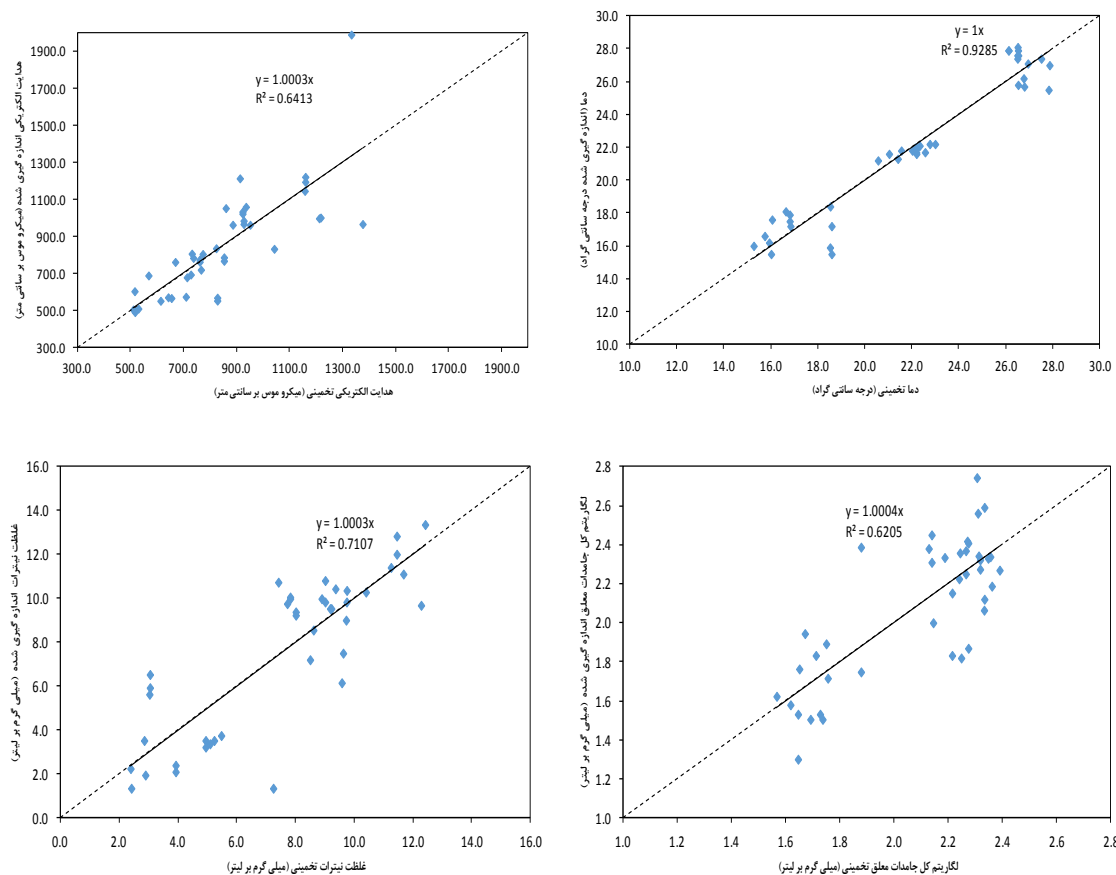 1900.0
1700.0
1500.0
1300.0
1100.0
900.0
700.0
500.0
300.0
هدایت الکتریکی اندازه گیری شده (میکرو موس بر سانتی متر)
y = 1.0003x
R² = 0.6413
300.0 500.0 700.0 900.0 1100.0 1300.0 1500.0 1700.0 1900.0
هدایت الکتریکی تخمینی (میکرو موس بر سانتی متر)
30.0
28.0
26.0
24.0
22.0
20.0
18.0
16.0
14.0
12.0
10.0
دما (اندازه گیری شده درجه سانتی گراد)
y = 1x
R² = 0.9285
10.0 12.0 14.0 16.0 18.0 20.0 22.0 24.0 26.0 28.0 30.0
دما تخمینی (درجه سانتی گراد)
16.0
14.0
12.0
10.0
8.0
6.0
4.0
2.0
0.0
غلظت نیترات اندازه گیری شده (میلی گرم بر لیتر)
y = 1.0003x
R² = 0.7107
0.0 2.0 4.0 6.0 8.0 10.0 12.0 14.0 16.0
غلظت نیترات تخمینی (میلی گرم بر لیتر)
2.8
2.6
2.4
2.2
2.0
1.8
1.6
1.4
1.2
1.0
لگاریتم کل جامدات معلق اندازه گیری شده (میلی گرم بر لیتر)
y = 1.0004x
R² = 0.6205
1.0 1.2 1.4 1.6 1.8 2.0 2.2 2.4 2.6 2.8
لگاریتم کل جامدات معلق تخمینی (میلی گرم بر لیتر)